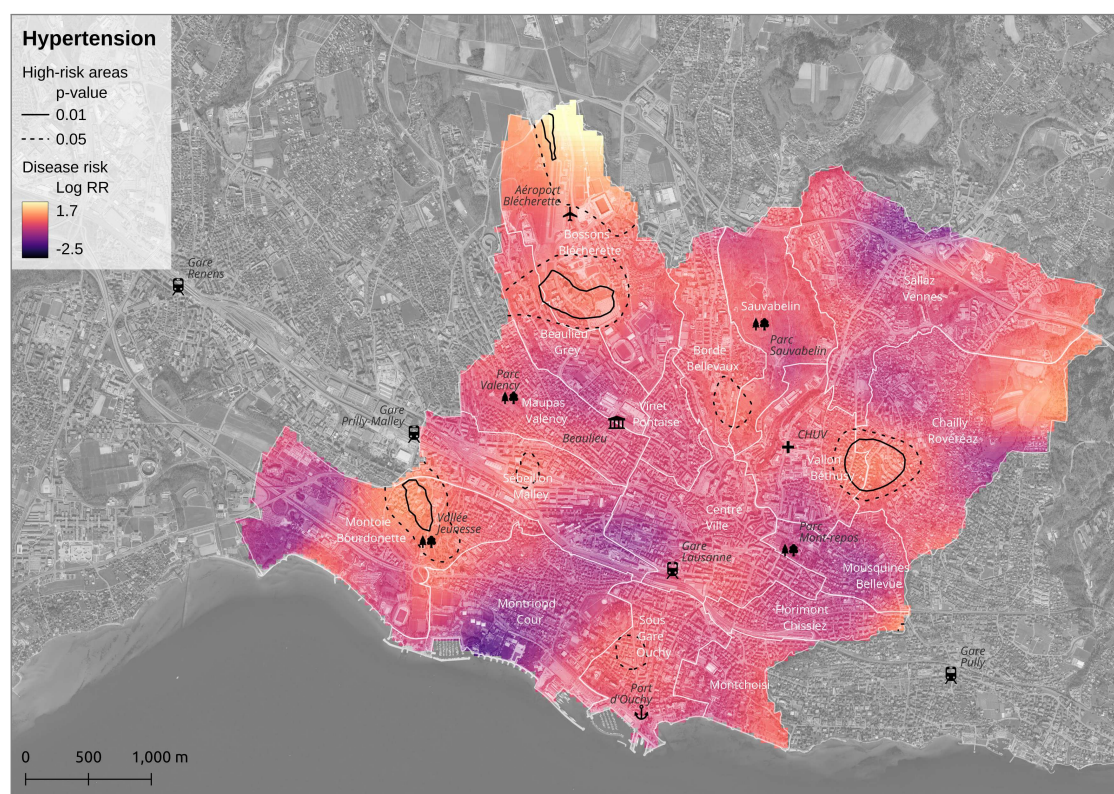 Hypertension
High-risk areas
p-value
0.01
0.05
Disease risk
Log RR
1.7
-2.5
Gare
Renens
Aéroport
Blécherette
Bossons
Blécherette
Sallaz
Vennes
Sauvabelin
Parc
Sauvabelin
Beaulieu
Grey
Borde
Bellevaux
Parc
Valency
Maupas
Valency
Vinet
Pontaise
Beaulieu
Gare
Prilly-Malley
Chailly
Rovéréaz
CHUV
Vallon
Béthusy
Sébeillon
Malley
Vallée
Jeunesse
Montoie
Bourdonette
Centre
Ville
Parc
Mont-repos
Gare
Lausanne
Mousquines
Bellevue
Montriond
Cour
Florimont
Chissiez
Sous
Gare
Ouchy
Gare
Pully
Montchoisi
Port
d'Ouchy
0 500 1,000 m